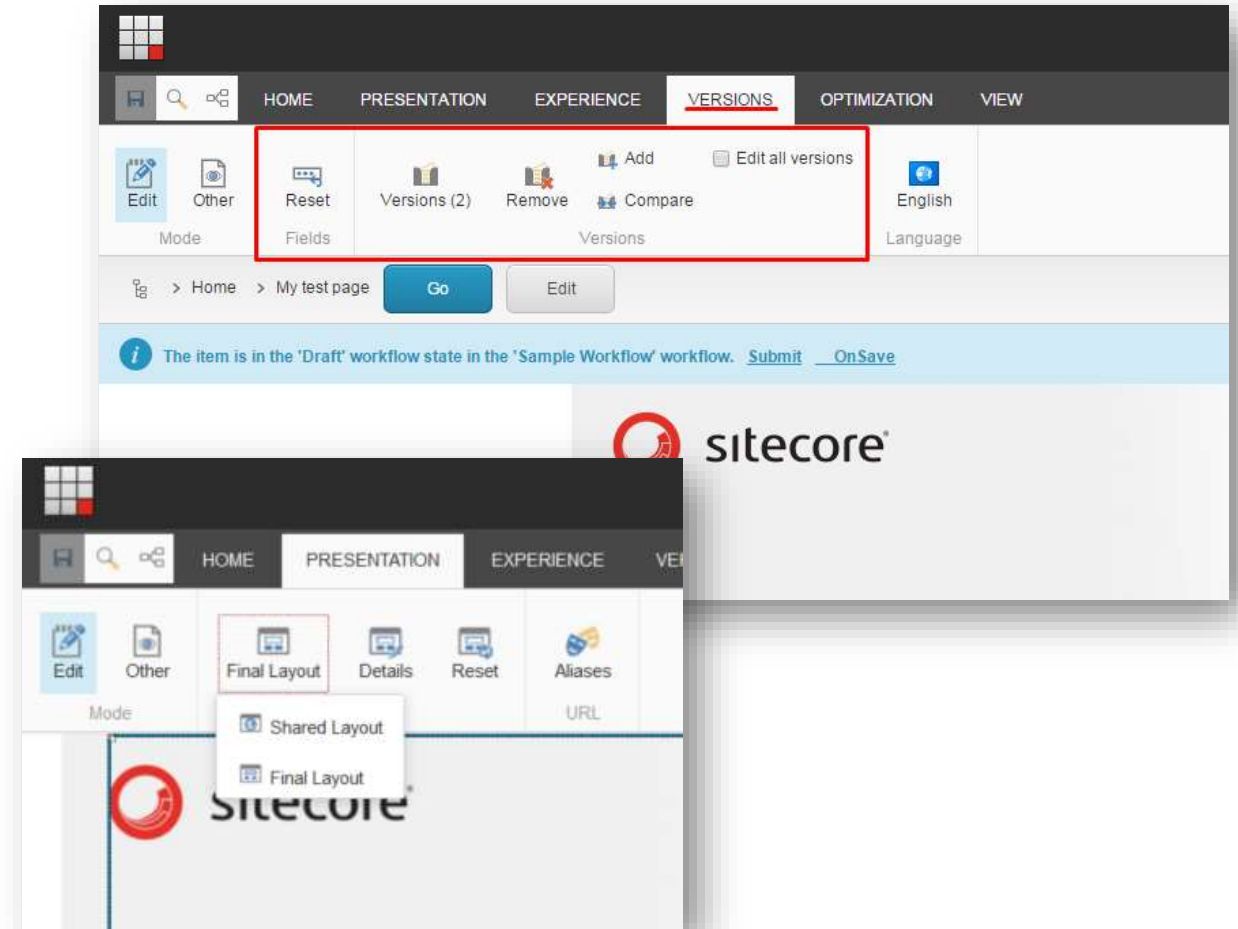 HOME PRESENTATION EXPERIENCE VERSIONS OPTIMIZATION VIEW
Add Edit all versions
Edit Other Reset Versions (2) Remove Compare English
Mode Fields Versions Language
> Home > My test page Go Edit
The item is in the 'Draft' workflow state in the 'Sample Workflow' workflow. Submit __OnSave
sitecore
HOME PRESENTATION EXPERIENCE
Edit Other Final Layout Details Reset Aliases
Mode URL
Shared Layout
Final Layout
sitecore